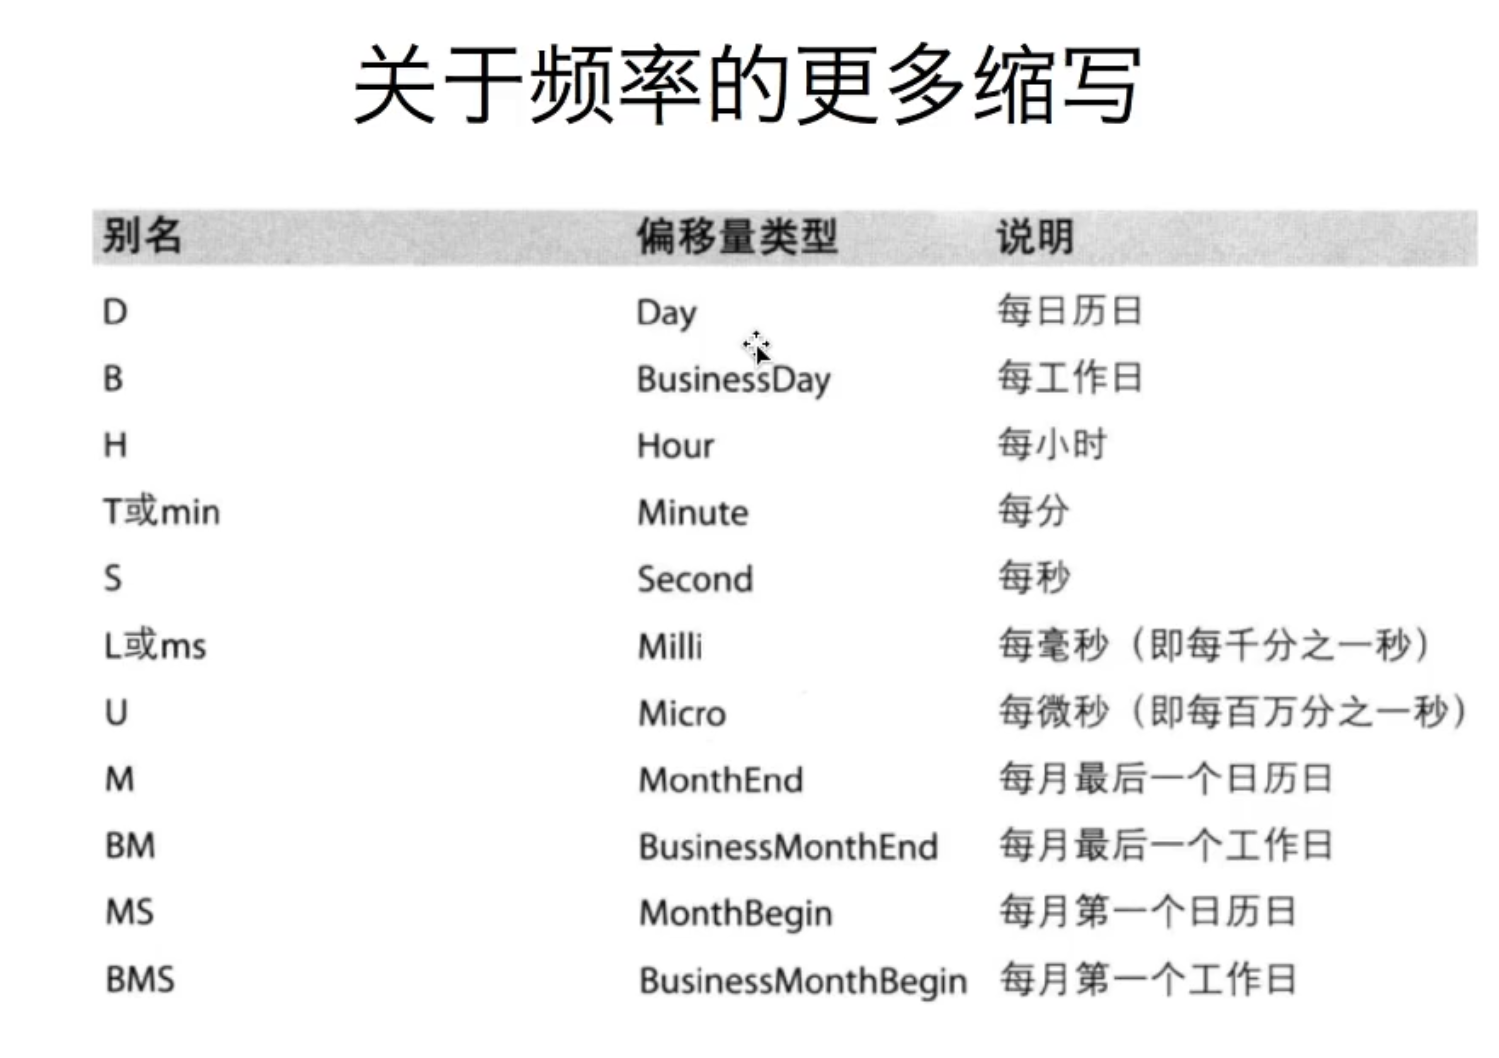 关于频率的更多缩写
别名 偏移量类型 说明
D Day 每日历日
B BusinessDay 每工作日
H Hour 每小时
T或min Minute 每分
S Second 每秒
L或ms Milli 每毫秒（即每千分之一秒）
U Micro 每微秒（即每百万分之一秒）
M MonthEnd 每月最后一个日历日
BM BusinessMonthEnd 每月最后一个工作日
MS MonthBegin 每月第一个日历日
BMS BusinessMonthBegin 每月第一个工作日